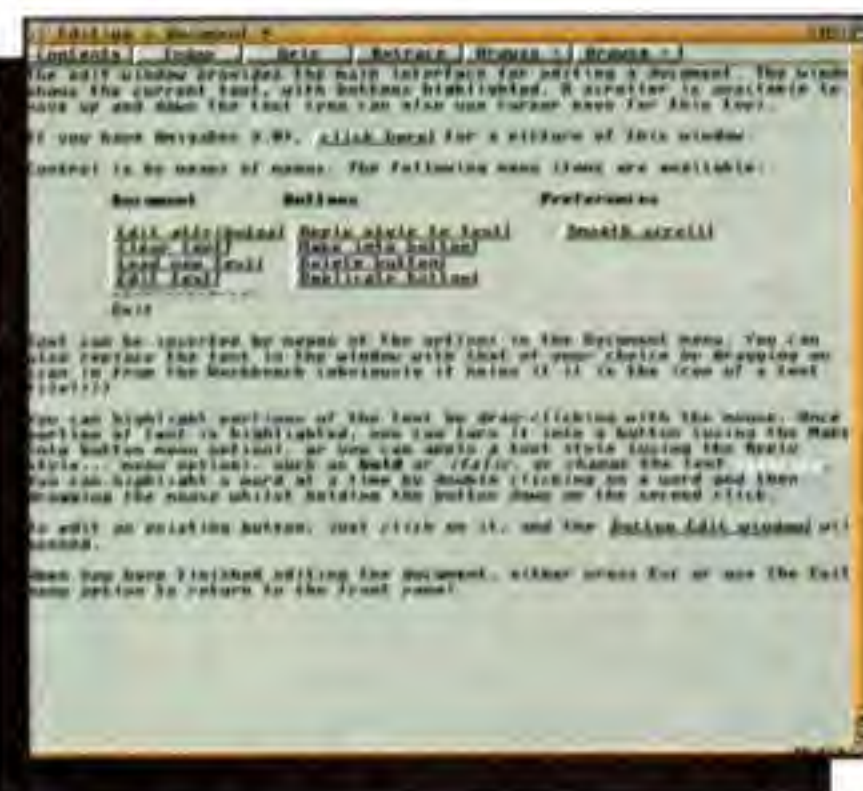 Editing a document
Contents Index Help Retrace Browse < Browse >
The edit window provides the main interface for editing a document. The window
shows the current text, with buttons highlighted. A scroller is available to
move up and down the text (you can also use cursor keys for this too).
If you have AmigaDos 3.0+, click here! for a picture of this window.
Control is by means of menus. The following menu items are available:
Document Buttons Preferences
Edit attributes! Apply style to text! Smooth scroll!
Clear text! Make into button!
Load new text! Delete button!
Edit text! Duplicate button!
Exit
Text can be inserted by means of the options in the Document menu. You can
also replace the text in the window with that of your choice by dragging an
icon in from the Workbench (obviously it helps if it is the icon of a text
file!!!)
You can highlight portions of the text by drag-clicking with the mouse. Once
portion of text is highlighted, you can turn it into a button (using the Make
into button menu option), or you can apply a text style (using the Apply
style... menu option), such as bold or italic, or change the text
You can highlight a word at a time by double clicking on a word and then
dragging the mouse whilst holding the button down on the second click.
To edit an existing button, just click on it, and the Button Edit window! will
appear.
When you have finished editing the document, either press Esc or use the Exit
menu option to return to the front panel.